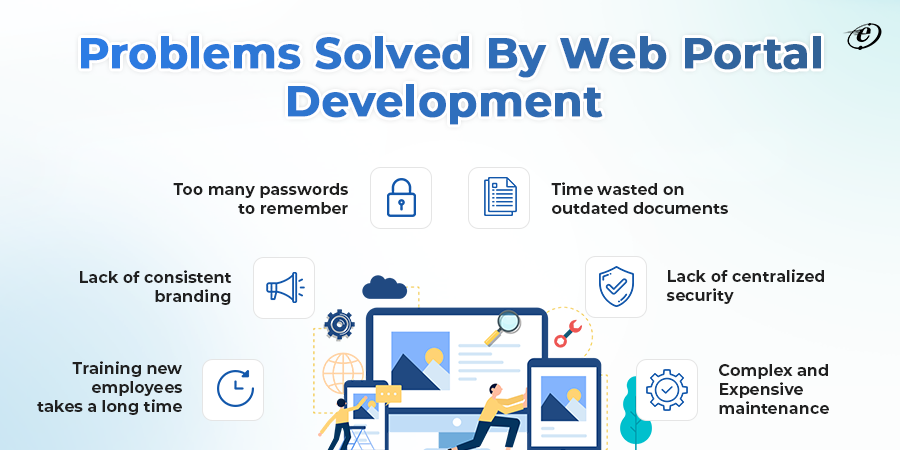 Problems Solved By Web Portal
Development
Too many passwords
to remember
Time wasted on
outdated documents
Lack of consistent
branding
Lack of centralized
security
Training new
employees
takes a long time
Complex and
Expensive
maintenance
e